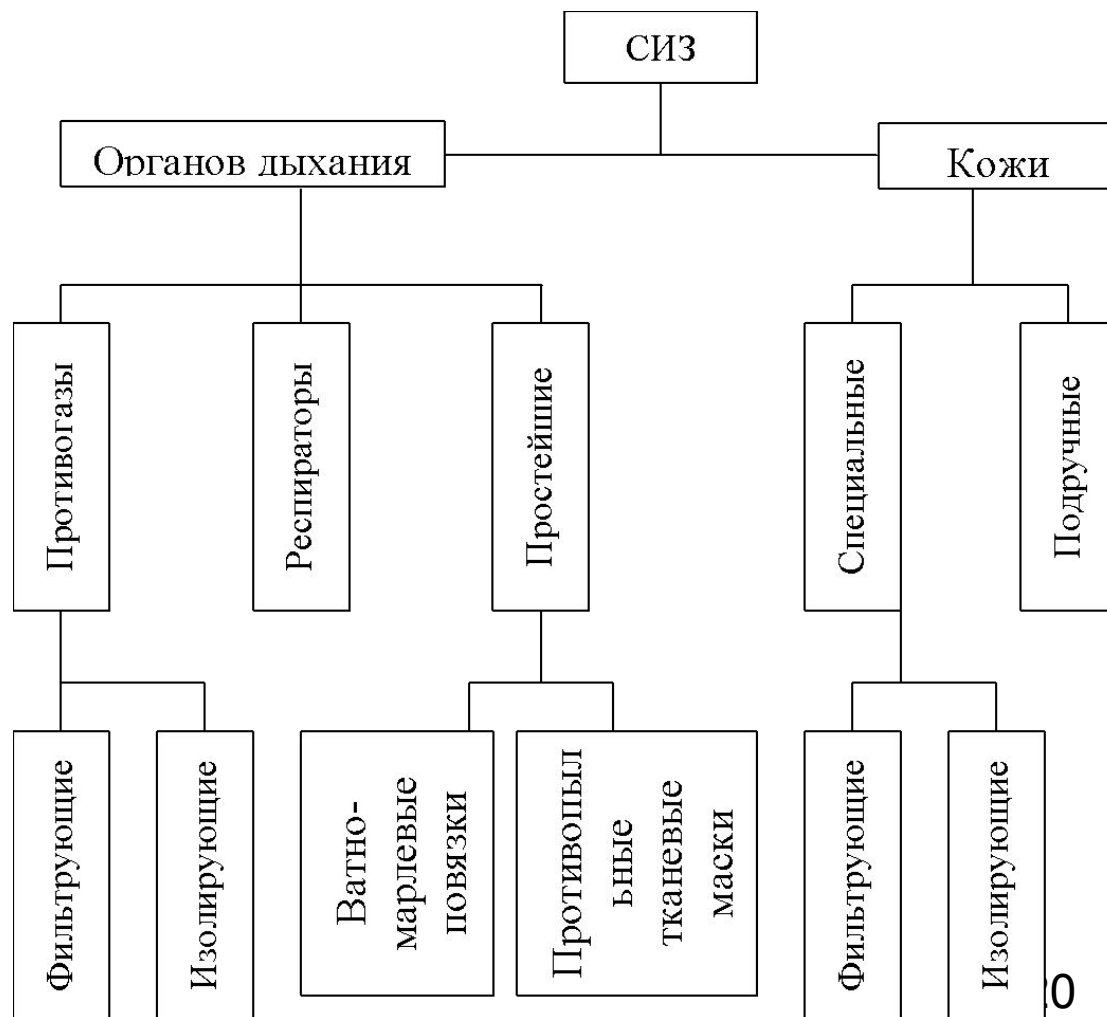 СИЗ
Органов дыхания
Кожи
Противогазы
Респираторы
Простейшие
Специальные
Подручные
Фильтрующие
Изолирующие
Ватно-
марлевые
повязки
Противопыл
ьные
тканевые
маски
Фильтрующие
Изолирующие
20